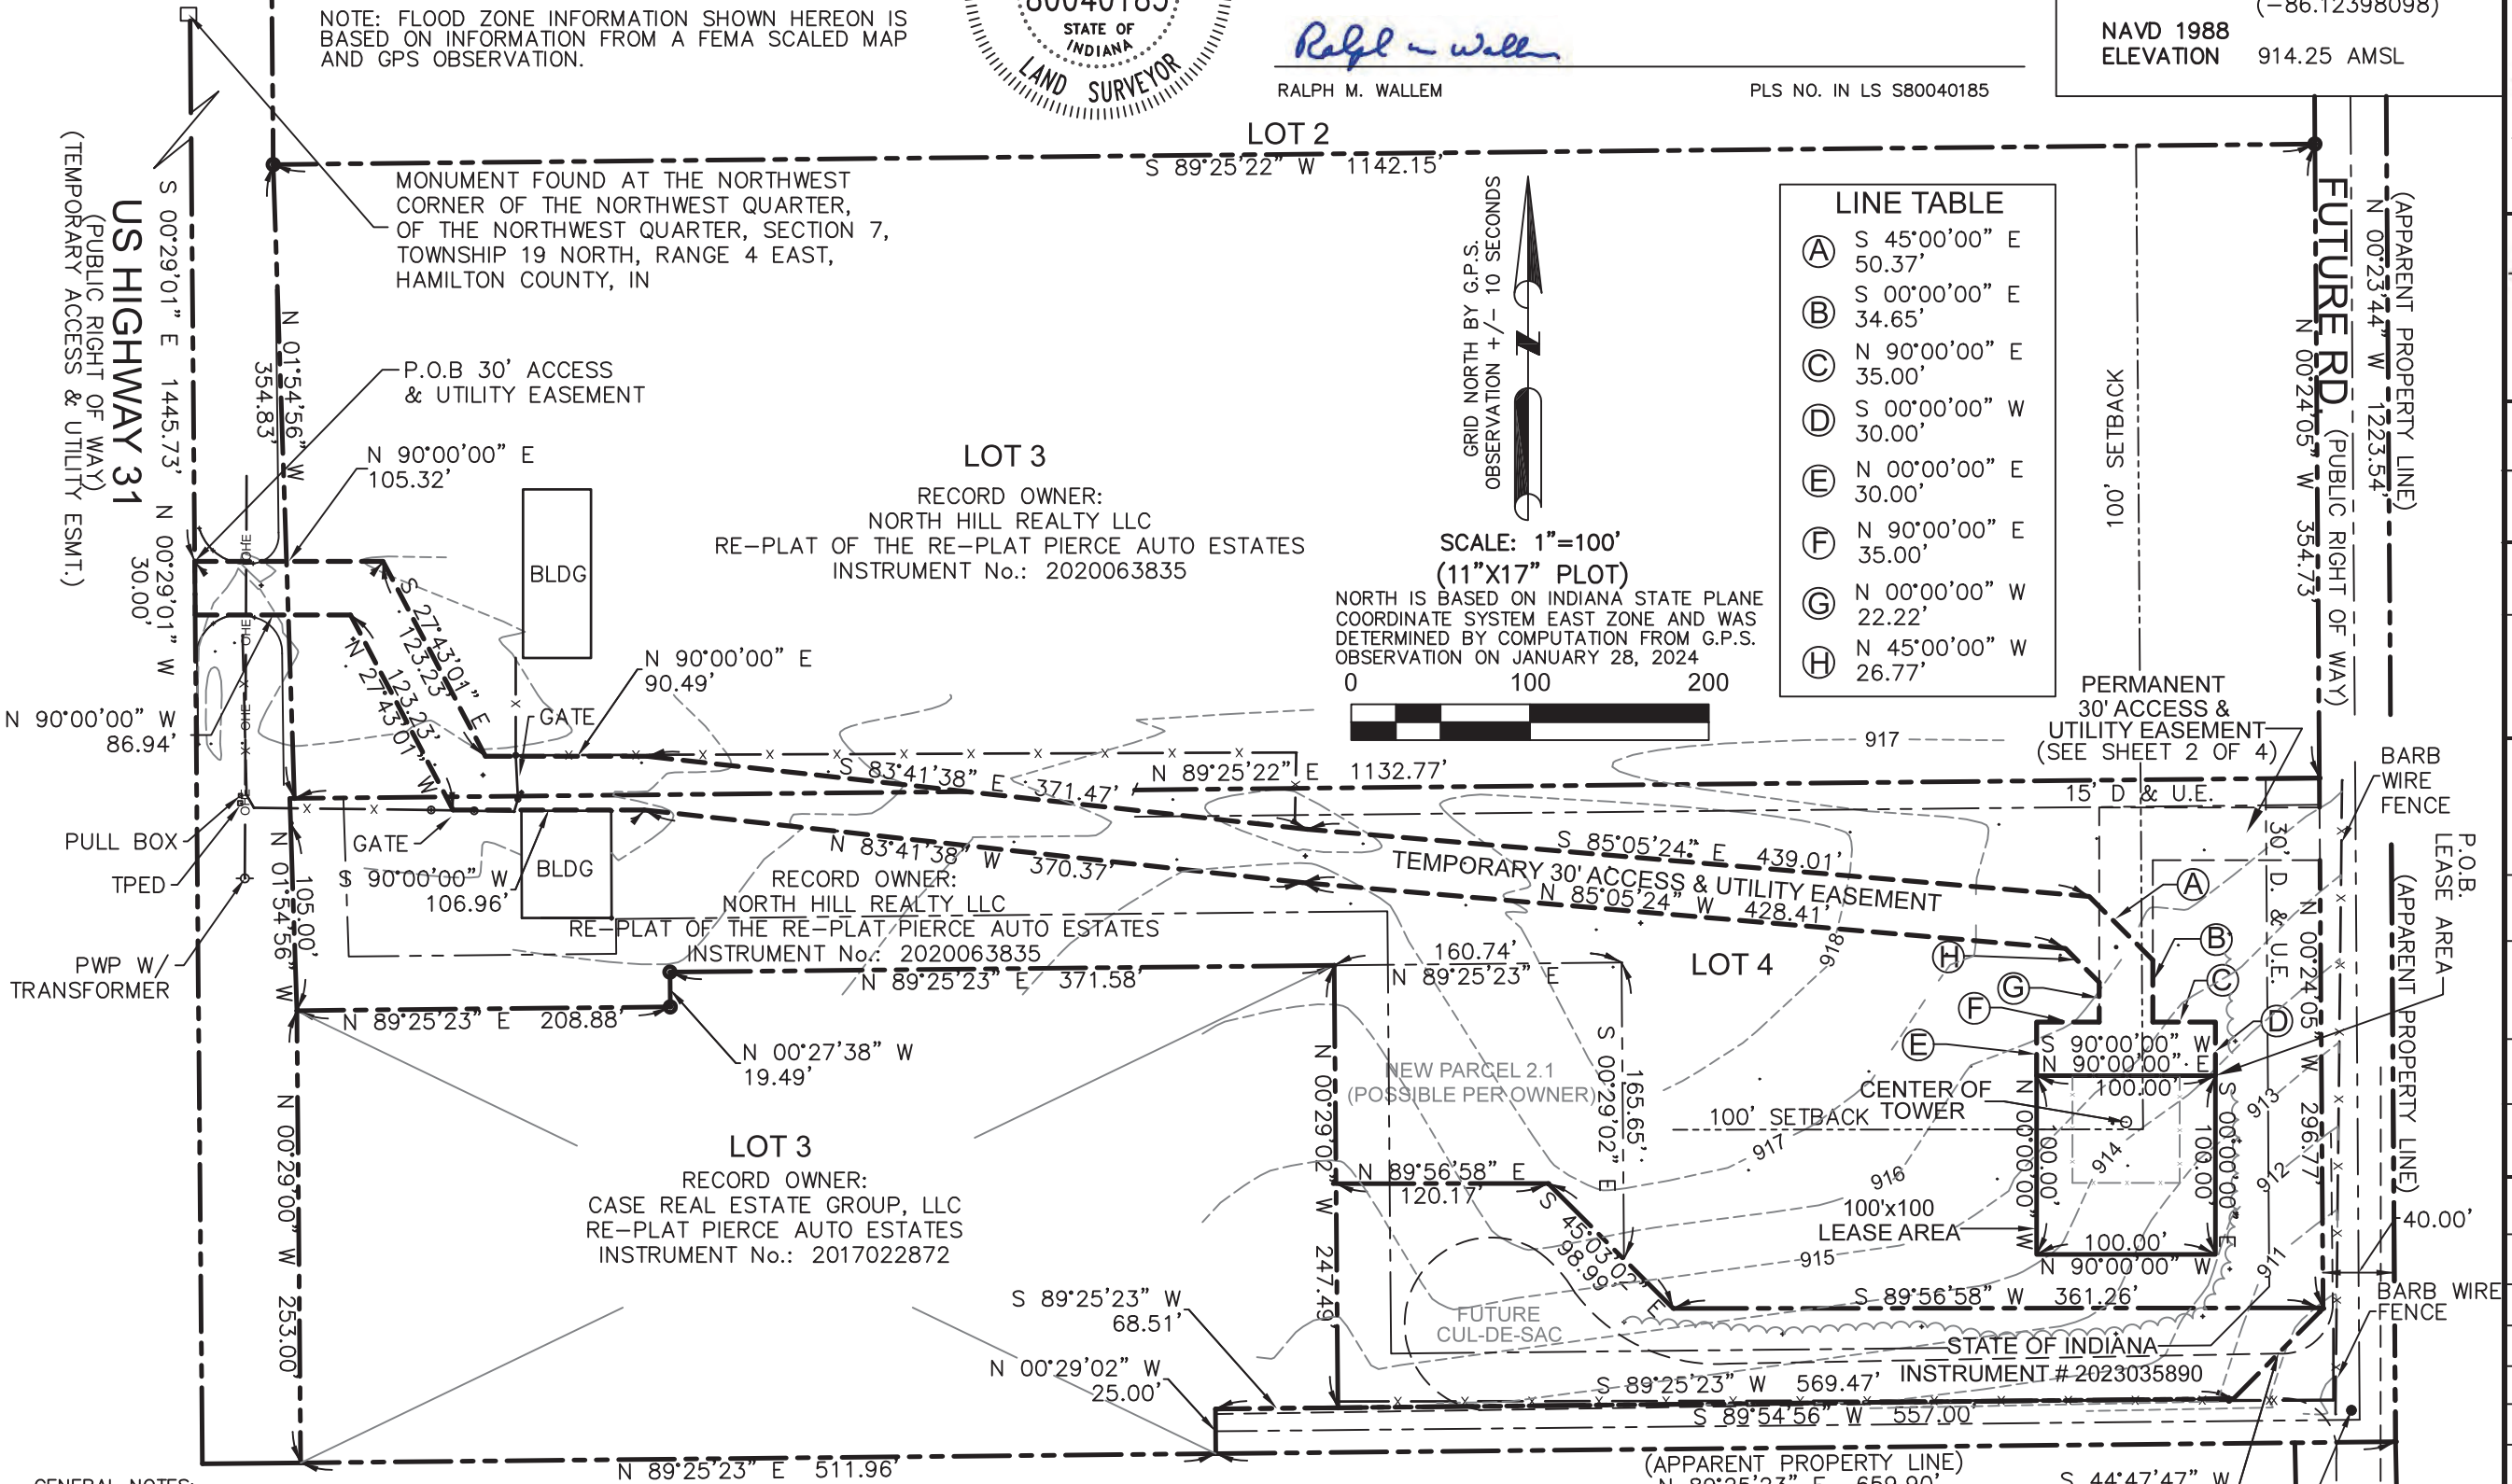 NOTE: FLOOD ZONE INFORMATION SHOWN HEREON IS
BASED ON INFORMATION FROM A FEMA SCALED MAP
AND GPS OBSERVATION.
80040185
STATE OF
INDIANA
LAND SURVEYOR
Ralph M Wallem
RALPH M. WALLEM
PLS NO. IN LS S80040185
(-86.12398098)
NAVD 1988
ELEVATION 914.25 AMSL
LOT 2
S 89°25'22" W 1142.15'
MONUMENT FOUND AT THE NORTHWEST
CORNER OF THE NORTHWEST QUARTER,
OF THE NORTHWEST QUARTER, SECTION 7,
TOWNSHIP 19 NORTH, RANGE 4 EAST,
HAMILTON COUNTY, IN
US HIGHWAY 31
(PUBLIC RIGHT OF WAY)
(TEMPORARY ACCESS & UTILITY ESMT.)
S 00°29'01" E 1445.73'
N 00°29'01" W
30.00'
N 01°54'56" W
354.83'
P.O.B 30' ACCESS
& UTILITY EASEMENT
N 90°00'00" E
105.32'
LOT 3
RECORD OWNER:
NORTH HILL REALTY LLC
RE-PLAT OF THE RE-PLAT PIERCE AUTO ESTATES
INSTRUMENT No.: 2020063835
GRID NORTH BY G.P.S.
OBSERVATION +/- 10 SECONDS
N
SCALE: 1"=100'
(11"X17" PLOT)
NORTH IS BASED ON INDIANA STATE PLANE
COORDINATE SYSTEM EAST ZONE AND WAS
DETERMINED BY COMPUTATION FROM G.P.S.
OBSERVATION ON JANUARY 28, 2024
0 100 200
LINE TABLE
A S 45°00'00" E
50.37'
B S 00°00'00" E
34.65'
C N 90°00'00" E
35.00'
D S 00°00'00" W
30.00'
E N 00°00'00" E
30.00'
F N 90°00'00" E
35.00'
G N 00°00'00" W
22.22'
H N 45°00'00" W
26.77'
100' SETBACK
FUTURE RD.
(PUBLIC RIGHT OF WAY)
N 00°24'05" W 354.73'
N 00°23'44" W 1223.54'
(APPARENT PROPERTY LINE)
BLDG
OHE
OHE
OHE
OHE
OHE
S 27°43'01" E
123.23'
N 27°43'01" W
123.23'
N 90°00'00" E
90.49'
GATE
N 90°00'00" W
86.94'
S 83°41'38" E 371.47'
N 89°25'22" E 1132.77'
917
PERMANENT
30' ACCESS &
UTILITY EASEMENT
(SEE SHEET 2 OF 4)
BARB
WIRE
FENCE
15' D & U.E.
PULL BOX
GATE
TPED
PWP W/
TRANSFORMER
N 01°54'56" W
105.00'
S 90°00'00" W
106.96'
BLDG
N 83°41'38" W 370.37'
RECORD OWNER:
NORTH HILL REALTY LLC
RE-PLAT OF THE RE-PLAT PIERCE AUTO ESTATES
INSTRUMENT No.: 2020063835
S 85°05'24" E 439.01'
TEMPORARY 30' ACCESS & UTILITY EASEMENT
N 85°05'24" W 428.41'
A
30' D. & U.E.
N 00°24'05" W 296.77'
P.O.B.
LEASE AREA
(APPARENT PROPERTY LINE)
B
H
C
G
F
D
E
LOT 4
918
160.74'
N 89°25'23" E
N 89°25'23" E 371.58'
N 89°25'23" E 208.88'
N 00°27'38" W
19.49'
S 90°00'00" W
N 90°00'00" E
100.00'
NEW PARCEL 2.1
(POSSIBLE PER OWNER)
S 00°29'02" E
165.65'
N 00°29'02" W 247.49'
CENTER OF
TOWER
100' SETBACK
917
N 00°00'00" W
100.00'
914
100.00'
S 00°00'00" E
913
912
911
916
915
N 89°56'58" E
120.17'
S 45°03'02" E
98.99'
100'x100
LEASE AREA
100.00'
N 90°00'00" W
40.00'
LOT 3
RECORD OWNER:
CASE REAL ESTATE GROUP, LLC
RE-PLAT PIERCE AUTO ESTATES
INSTRUMENT No.: 2017022872
N 00°29'00" W 253.00'
S 89°25'23" W
68.51'
N 00°29'02" W
25.00'
S 89°56'58" W 361.26'
BARB WIRE
FENCE
FUTURE
CUL-DE-SAC
STATE OF INDIANA
INSTRUMENT # 2023035890
S 89°25'23" W 569.47'
S 89°54'56" W 557.00'
(APPARENT PROPERTY LINE)
N 89°25'23" E 659.90'
N 89°25'23" E 511.96'
S 44°47'47" W
GENERAL NOTES: